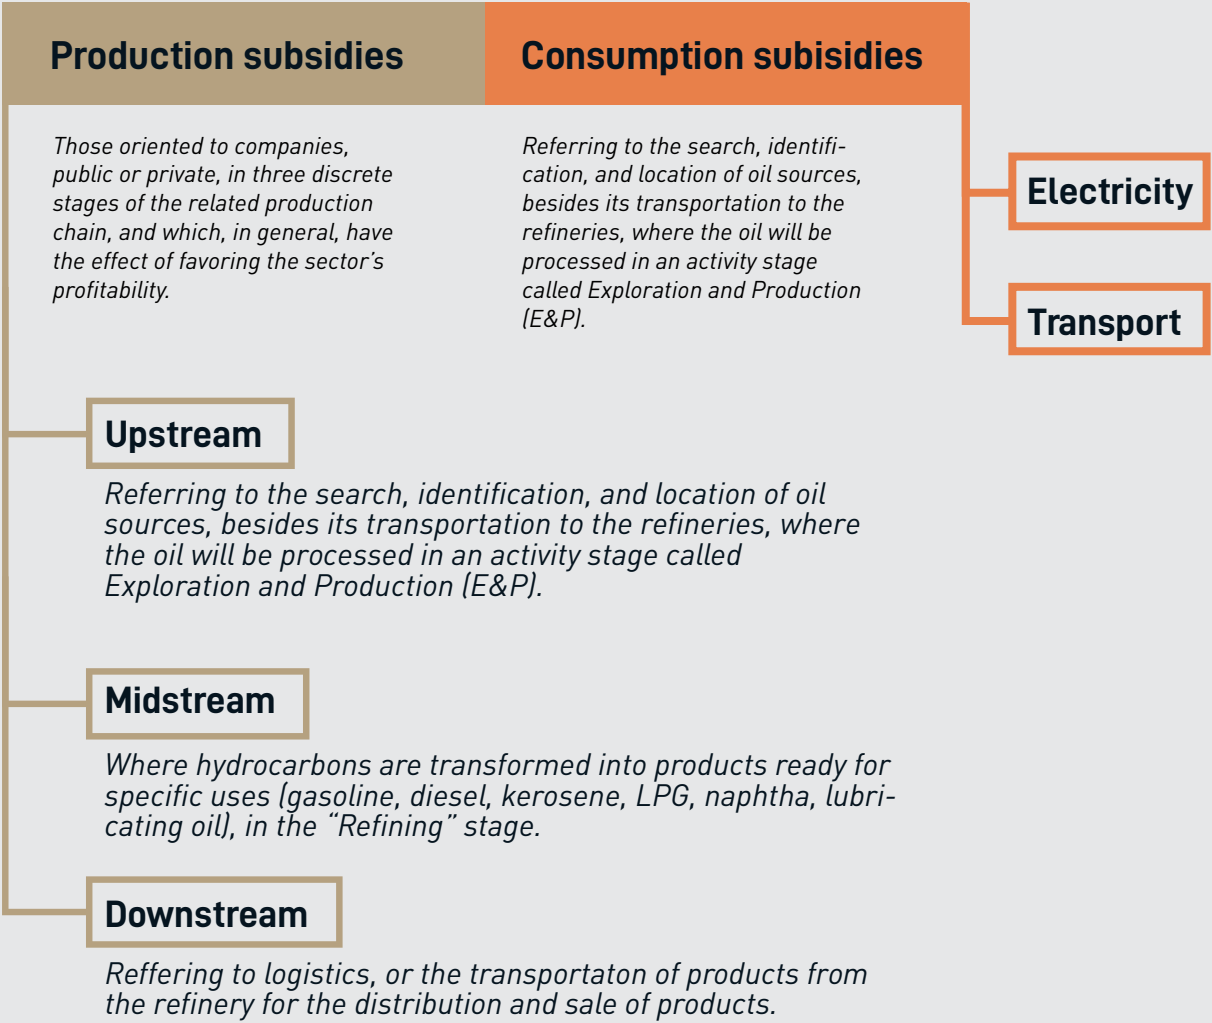 Production subsidies
Consumption subisidies
Those oriented to companies,
public or private, in three discrete
stages of the related production
chain, and which, in general, have
the effect of favoring the sector's
profitability.
Referring to the search, identifi-
cation, and location of oil sources,
besides its transportation to the
refineries, where the oil will be
processed in an activity stage
called Exploration and Production
(E&P).
Electricity
Transport
Upstream
Referring to the search, identification, and location of oil
sources, besides its transportation to the refineries, where
the oil will be processed in an activity stage called
Exploration and Production (E&P).
Midstream
Where hydrocarbons are transformed into products ready for
specific uses (gasoline, diesel, kerosene, LPG, naphtha, lubri-
cating oil), in the “Refining” stage.
Downstream
Reffering to logistics, or the transportaton of products from
the refinery for the distribution and sale of products.